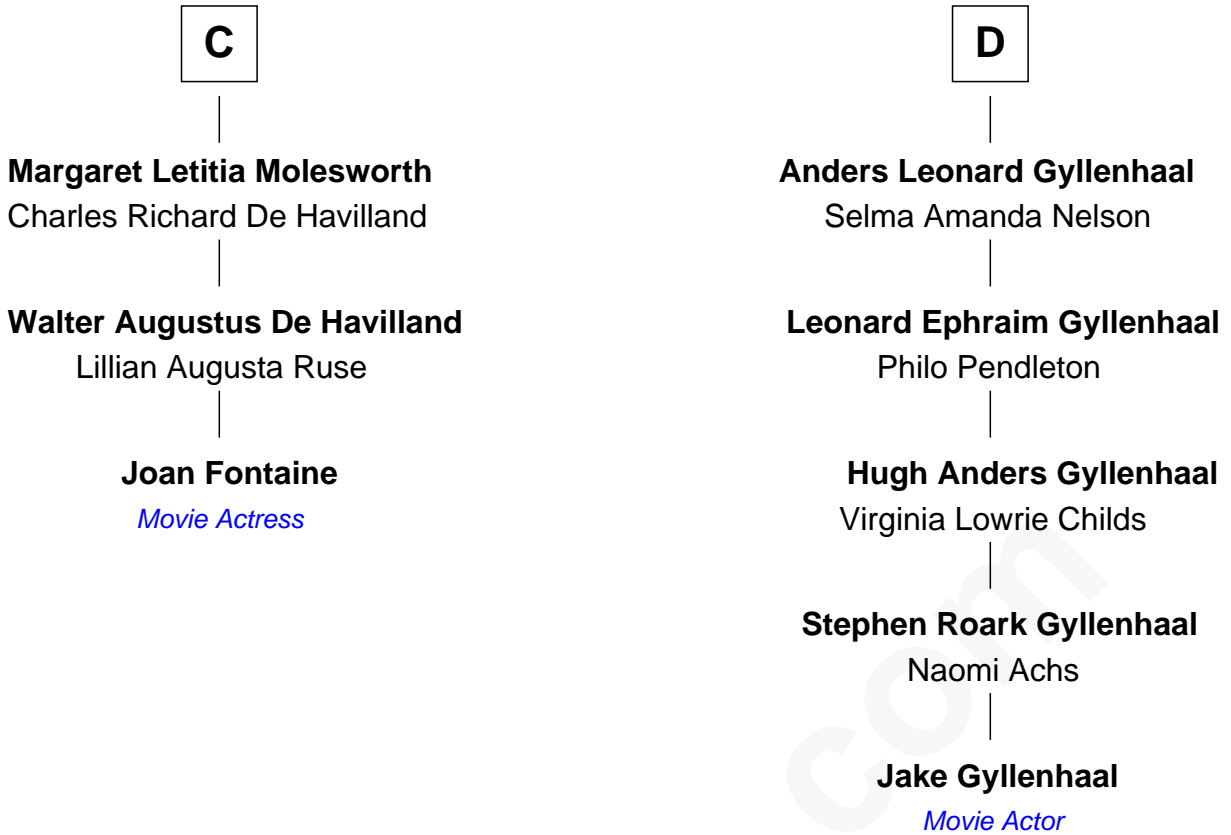 C
Margaret Letitia Molesworth
Charles Richard De Havilland
Walter Augustus De Havilland
Lillian Augusta Ruse
Joan Fontaine
Movie Actress
D
Anders Leonard Gyllenhaal
Selma Amanda Nelson
Leonard Ephraim Gyllenhaal
Philo Pendleton
Hugh Anders Gyllenhaal
Virginia Lowrie Childs
Stephen Roark Gyllenhaal
Naomi Achs
Jake Gyllenhaal
Movie Actor
com